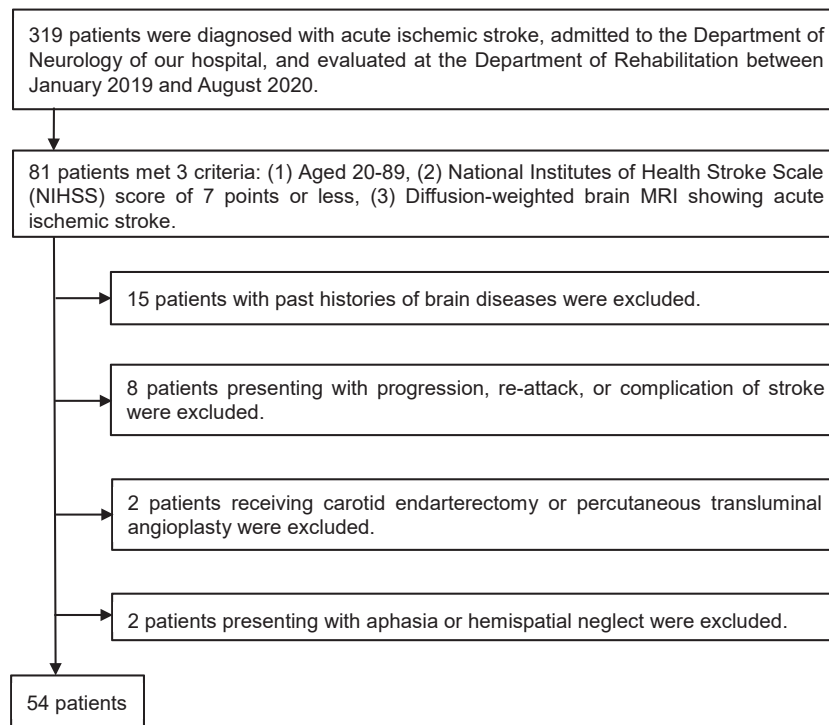 319 patients were diagnosed with acute ischemic stroke, admitted to the Department of
Neurology of our hospital, and evaluated at the Department of Rehabilitation between
January 2019 and August 2020.
81 patients met 3 criteria: (1) Aged 20-89, (2) National Institutes of Health Stroke Scale
(NIHSS) score of 7 points or less, (3) Diffusion-weighted brain MRI showing acute
ischemic stroke.
15 patients with past histories of brain diseases were excluded.
8 patients presenting with progression, re-attack, or complication of stroke
were excluded.
2 patients receiving carotid endarterectomy or percutaneous transluminal
angioplasty were excluded.
2 patients presenting with aphasia or hemispatial neglect were excluded.
54 patients